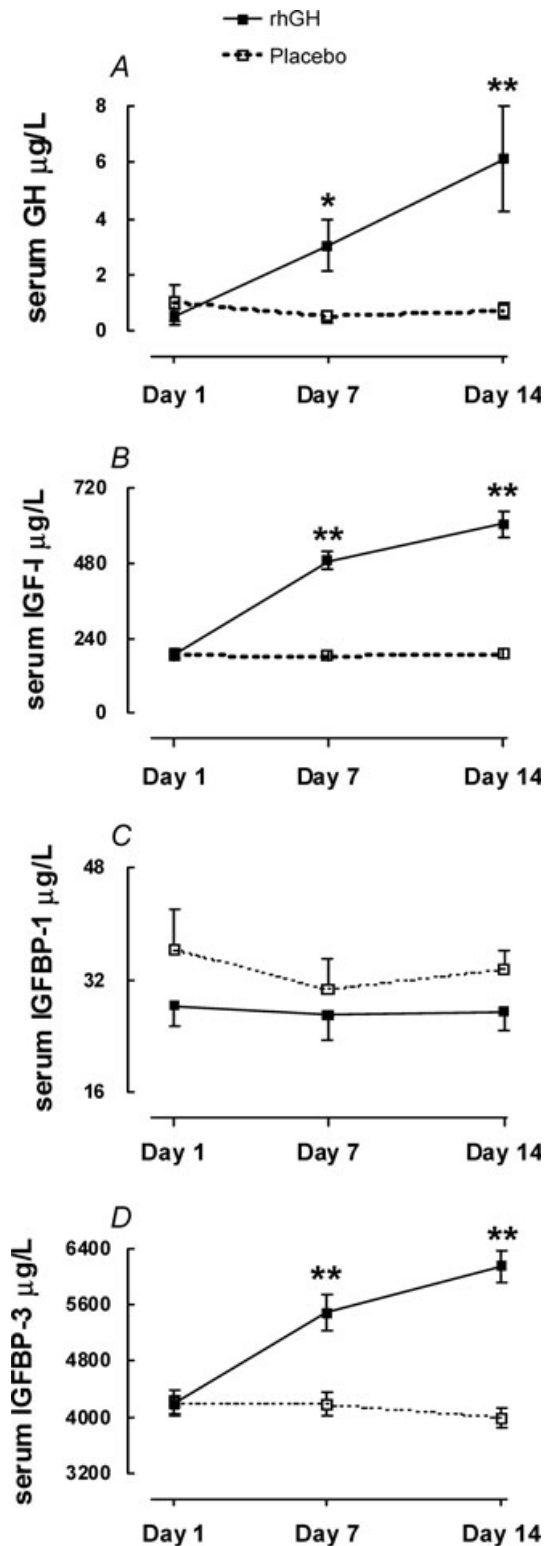 rhGH
Placebo
A
**
8
6
*
4
2
0
serum GH μg/L
Day 1 Day 7 Day 14
B
720
**
**
480
240
0
serum IGF-I μg/L
Day 1 Day 7 Day 14
C
48
32
16
serum IGFBP-1 μg/L
Day 1 Day 7 Day 14
D
**
6400
**
5600
4800
4000
3200
serum IGFBP-3 μg/L
Day 1 Day 7 Day 14